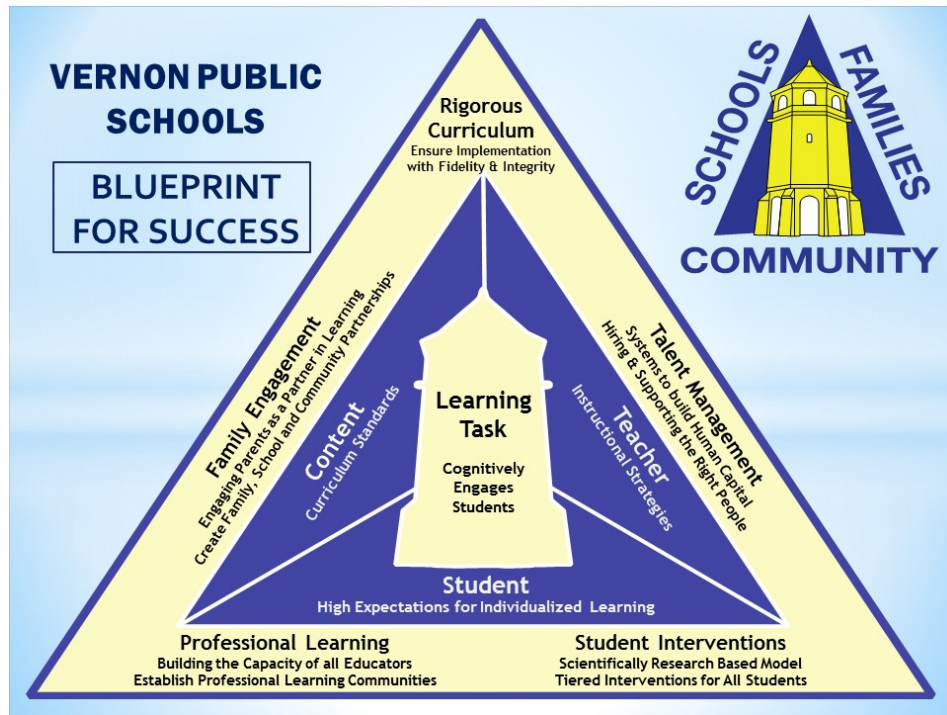 VERNON PUBLIC
SCHOOLS
BLUEPRINT
FOR SUCCESS
SCHOOLS
FAMILIES
COMMUNITY
Rigorous
Curriculum
Ensure Implementation
with Fidelity & Integrity
Family Engagement
Engaging Parents as a Partner in Learning
Create Family, School and Community Partnerships
Content
Curriculum Standards
Learning
Task
Cognitively
Engages
Students
Teacher
Instructional Strategies
Talent Management
Systems to build Human Capital
Hiring & Supporting the Right People
Student
High Expectations for Individualized Learning
Professional Learning
Building the Capacity of all Educators
Establish Professional Learning Communities
Student Interventions
Scientifically Research Based Model
Tiered Interventions for All Students